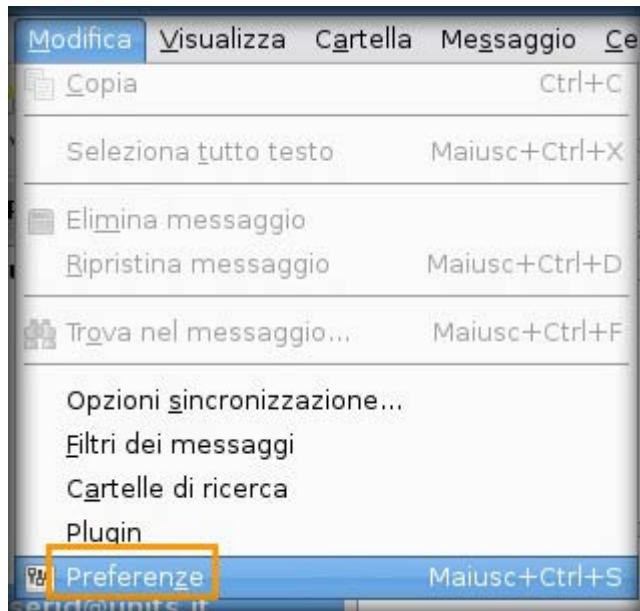 Modifica Visualizza Cartella Messaggio Ce
Copia Ctrl+C
Seleziona tutto testo Maiusc+Ctrl+X
Elimina messaggio
Ripristina messaggio Maiusc+Ctrl+D
Trova nel messaggio... Maiusc+Ctrl+F
Opzioni sincronizzazione...
Filtri dei messaggi
Cartelle di ricerca
Plugin
Preferenze Maiusc+Ctrl+S